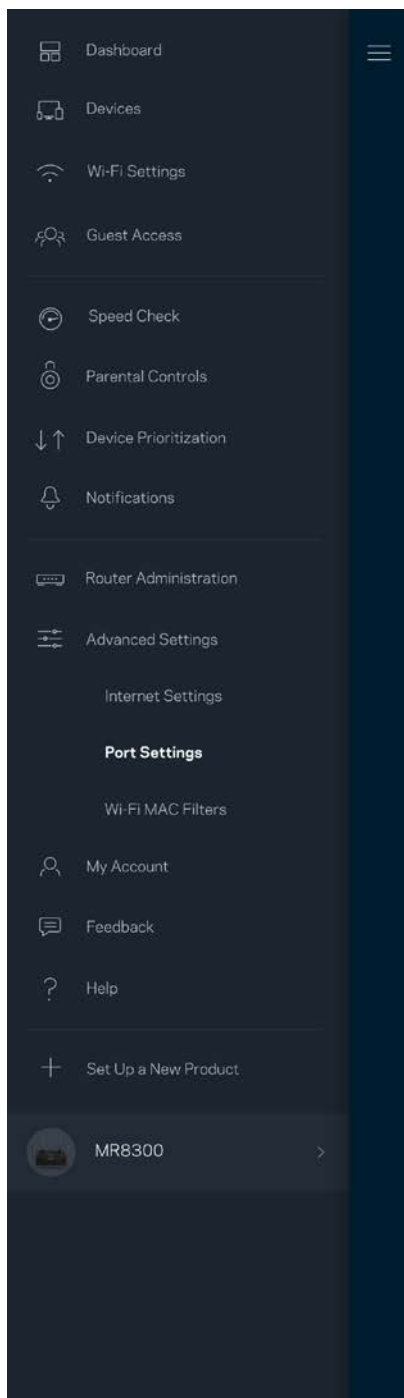 Dashboard
Devices
Wi-Fi Settings
Guest Access
Speed Check
Parental Controls
Device Prioritization
Notifications
Router Administration
Advanced Settings
Internet Settings
Port Settings
Wi-Fi MAC Filters
My Account
Feedback
Help
Set Up a New Product
MR8300